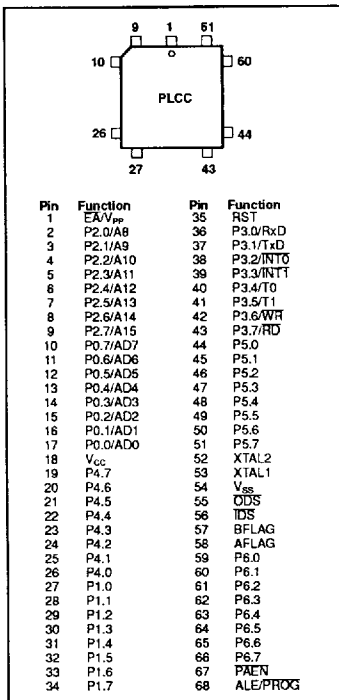 9 1 61
10 60
PLCC
26 44
27 43
Pin Function Pin Function
1 E̅A̅/VPP 35 RST
2 P2.0/A8 36 P3.0/RxD
3 P2.1/A9 37 P3.1/TxD
4 P2.2/A10 38 P3.2/I̅N̅T̅0̅
5 P2.3/A11 39 P3.3/I̅N̅T̅1̅
6 P2.4/A12 40 P3.4/T0
7 P2.5/A13 41 P3.5/T1
8 P2.6/A14 42 P3.6/W̅R̅
9 P2.7/A15 43 P3.7/R̅D̅
10 P0.7/AD7 44 P5.0
11 P0.6/AD6 45 P5.1
12 P0.5/AD5 46 P5.2
13 P0.4/AD4 47 P5.3
14 P0.3/AD3 48 P5.4
15 P0.2/AD2 49 P5.5
16 P0.1/AD1 50 P5.6
17 P0.0/AD0 51 P5.7
18 VCC 52 XTAL2
19 P4.7 53 XTAL1
20 P4.6 54 VSS
21 P4.5 55 O̅D̅S̅
22 P4.4 56 I̅D̅S̅
23 P4.3 57 BFLAG
24 P4.2 58 AFLAG
25 P4.1 59 P6.0
26 P4.0 60 P6.1
27 P1.0 61 P6.2
28 P1.1 62 P6.3
29 P1.2 63 P6.4
30 P1.3 64 P6.5
31 P1.4 65 P6.6
32 P1.5 66 P6.7
33 P1.6 67 P̅A̅E̅N̅
34 P1.7 68 ALE/P̅R̅O̅G̅